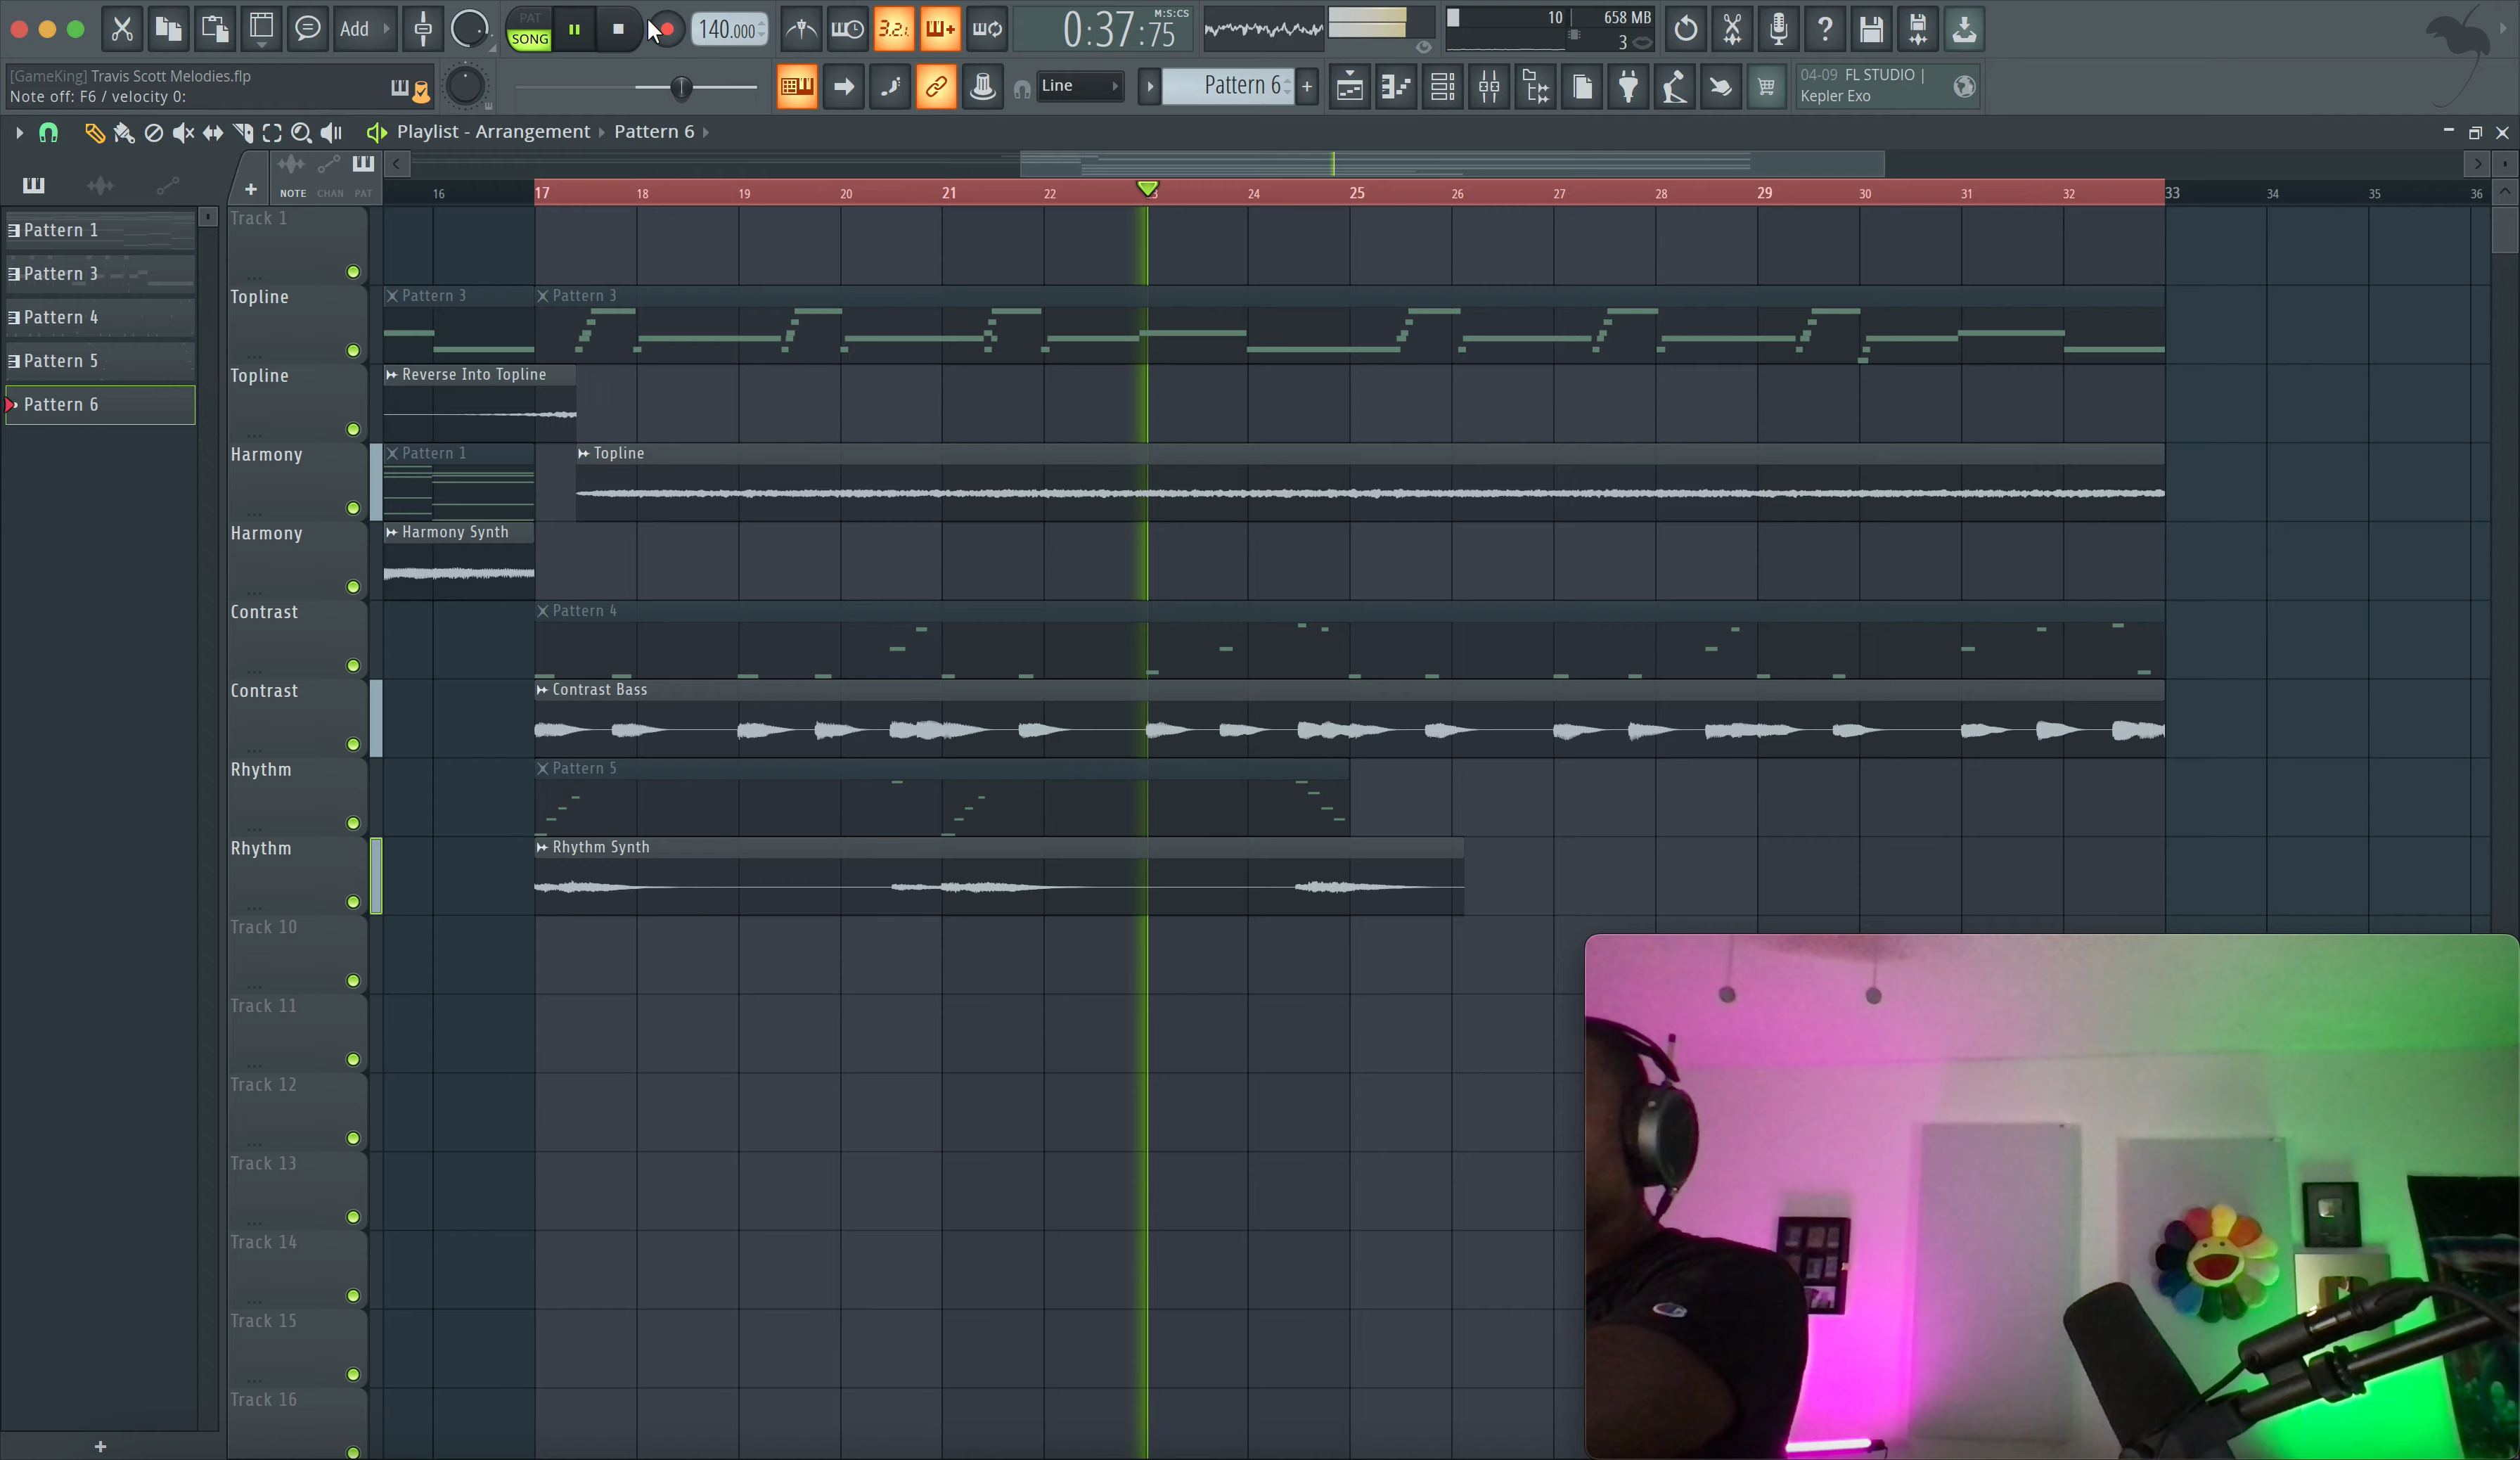 PAT
SONG
Add
140.000
3.2.1.
0:37:75
M:S:CS
10
658 MB
3
[GameKing] Travis Scott Melodies.flp
Note off: F6 / velocity 0:
Line
Pattern 6
+
04-09 FL STUDIO |
Kepler Exo
Playlist - Arrangement
Pattern 6
NOTE CHAN PAT
16 17 18 19 20 21 22 23 24 25 26 27 28 29 30 31 32 33 34 35 36
Pattern 1
Pattern 3
Pattern 4
Pattern 5
Pattern 6
Track 1
Topline
Pattern 3
Pattern 3
Topline
Reverse Into Topline
Harmony
Pattern 1
Topline
Harmony
Harmony Synth
Contrast
Pattern 4
Contrast
Contrast Bass
Rhythm
Pattern 5
Rhythm
Rhythm Synth
Track 10
Track 11
Track 12
Track 13
Track 14
Track 15
Track 16